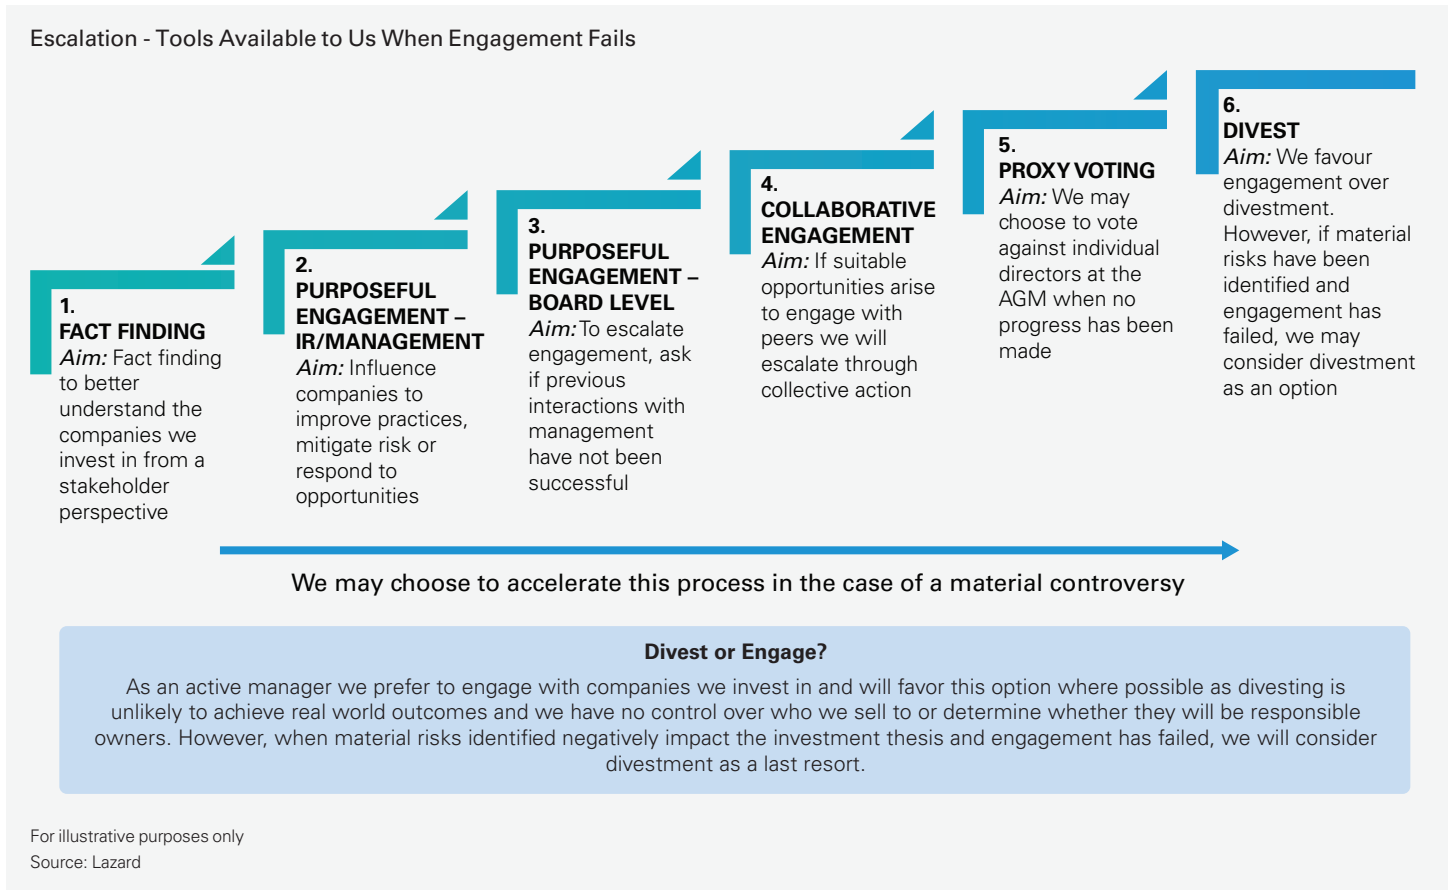 Escalation - Tools Available to Us When Engagement Fails
1.
FACT FINDING
Aim: Fact finding
to better
understand the
companies we
invest in from a
stakeholder
perspective
2.
PURPOSEFUL
ENGAGEMENT –
IR/MANAGEMENT
Aim: Influence
companies to
improve practices,
mitigate risk or
respond to
opportunities
3.
PURPOSEFUL
ENGAGEMENT –
BOARD LEVEL
Aim: To escalate
engagement, ask
if previous
interactions with
management
have not been
successful
4.
COLLABORATIVE
ENGAGEMENT
Aim: If suitable
opportunities arise
to engage with
peers we will
escalate through
collective action
5.
PROXY VOTING
Aim: We may
choose to vote
against individual
directors at the
AGM when no
progress has been
made
6.
DIVEST
Aim: We favour
engagement over
divestment.
However, if material
risks have been
identified and
engagement has
failed, we may
consider divestment
as an option
We may choose to accelerate this process in the case of a material controversy
Divest or Engage?
As an active manager we prefer to engage with companies we invest in and will favor this option where possible as divesting is
unlikely to achieve real world outcomes and we have no control over who we sell to or determine whether they will be responsible
owners. However, when material risks identified negatively impact the investment thesis and engagement has failed, we will consider
divestment as a last resort.
For illustrative purposes only
Source: Lazard